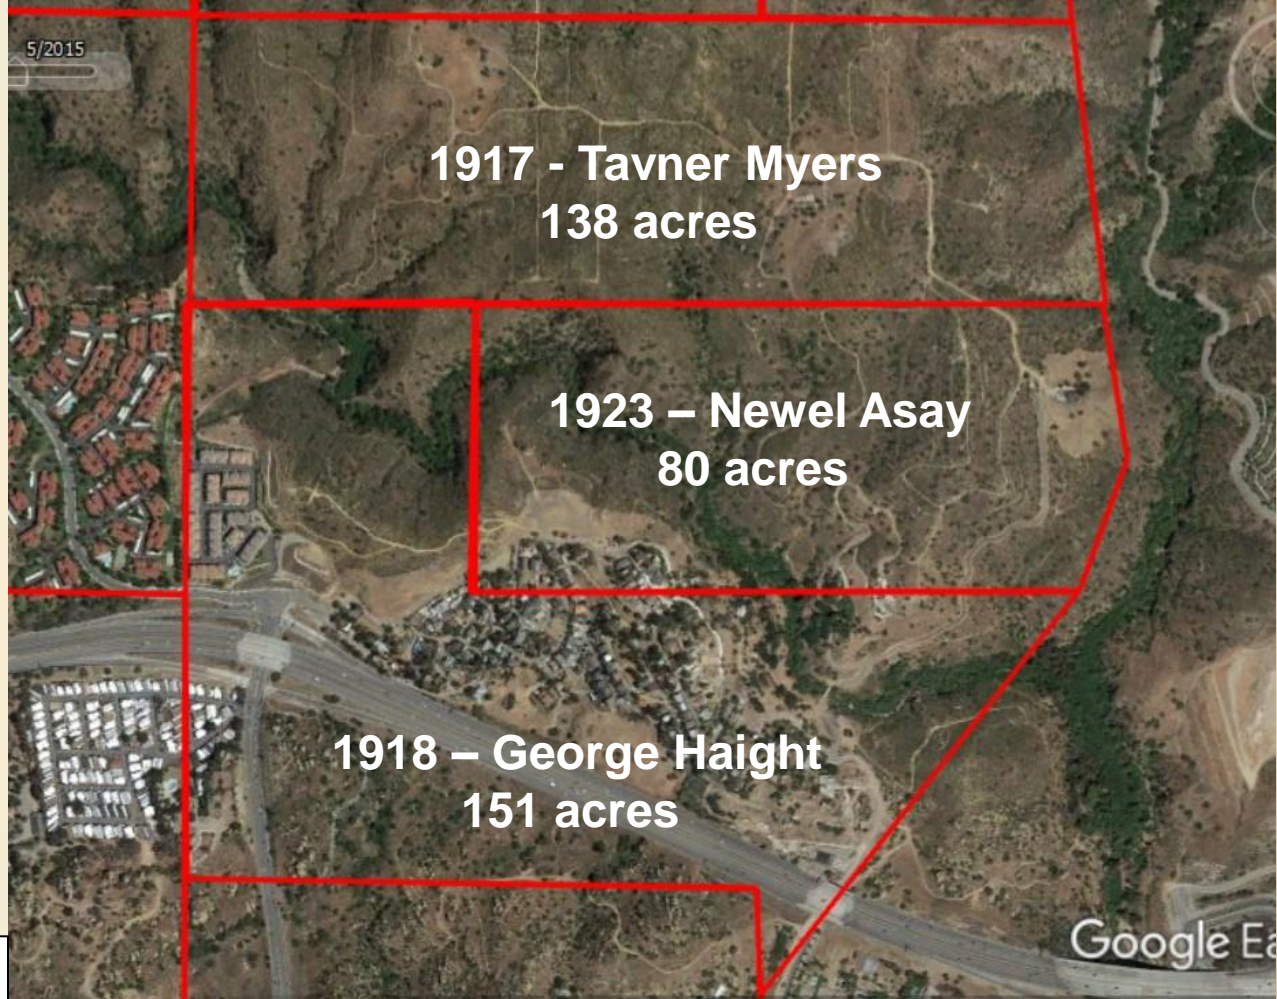 5/2015
1917 - Tavner Myers
138 acres
1923 – Newel Asay
80 acres
1918 – George Haight
151 acres
Google Ea